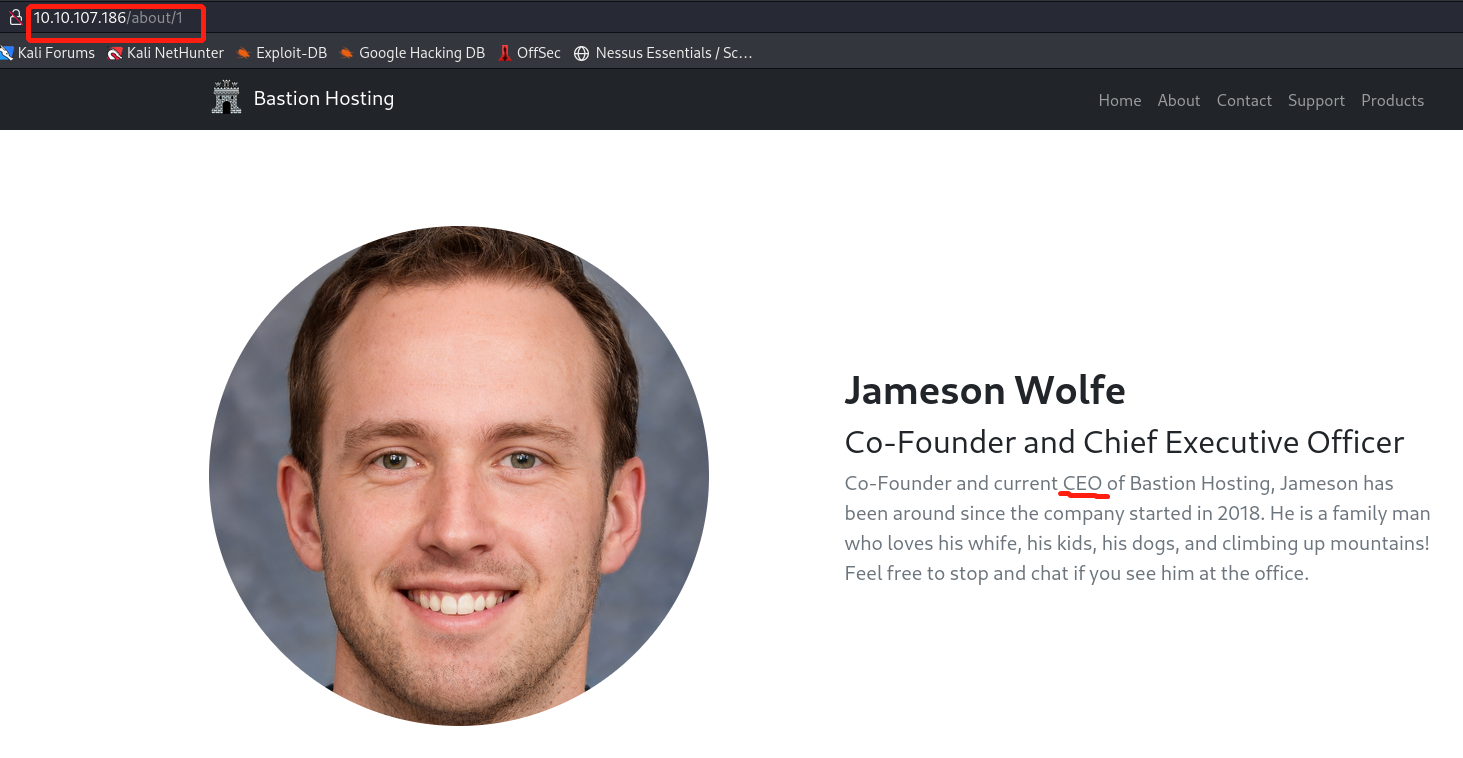 10.10.107.186/about/1
Kali Forums Kali NetHunter Exploit-DB Google Hacking DB OffSec Nessus Essentials / Sc...
Bastion Hosting Home About Contact Support Products
Jameson Wolfe
Co-Founder and Chief Executive Officer
Co-Founder and current CEO of Bastion Hosting, Jameson has
been around since the company started in 2018. He is a family man
who loves his whife, his kids, his dogs, and climbing up mountains!
Feel free to stop and chat if you see him at the office.